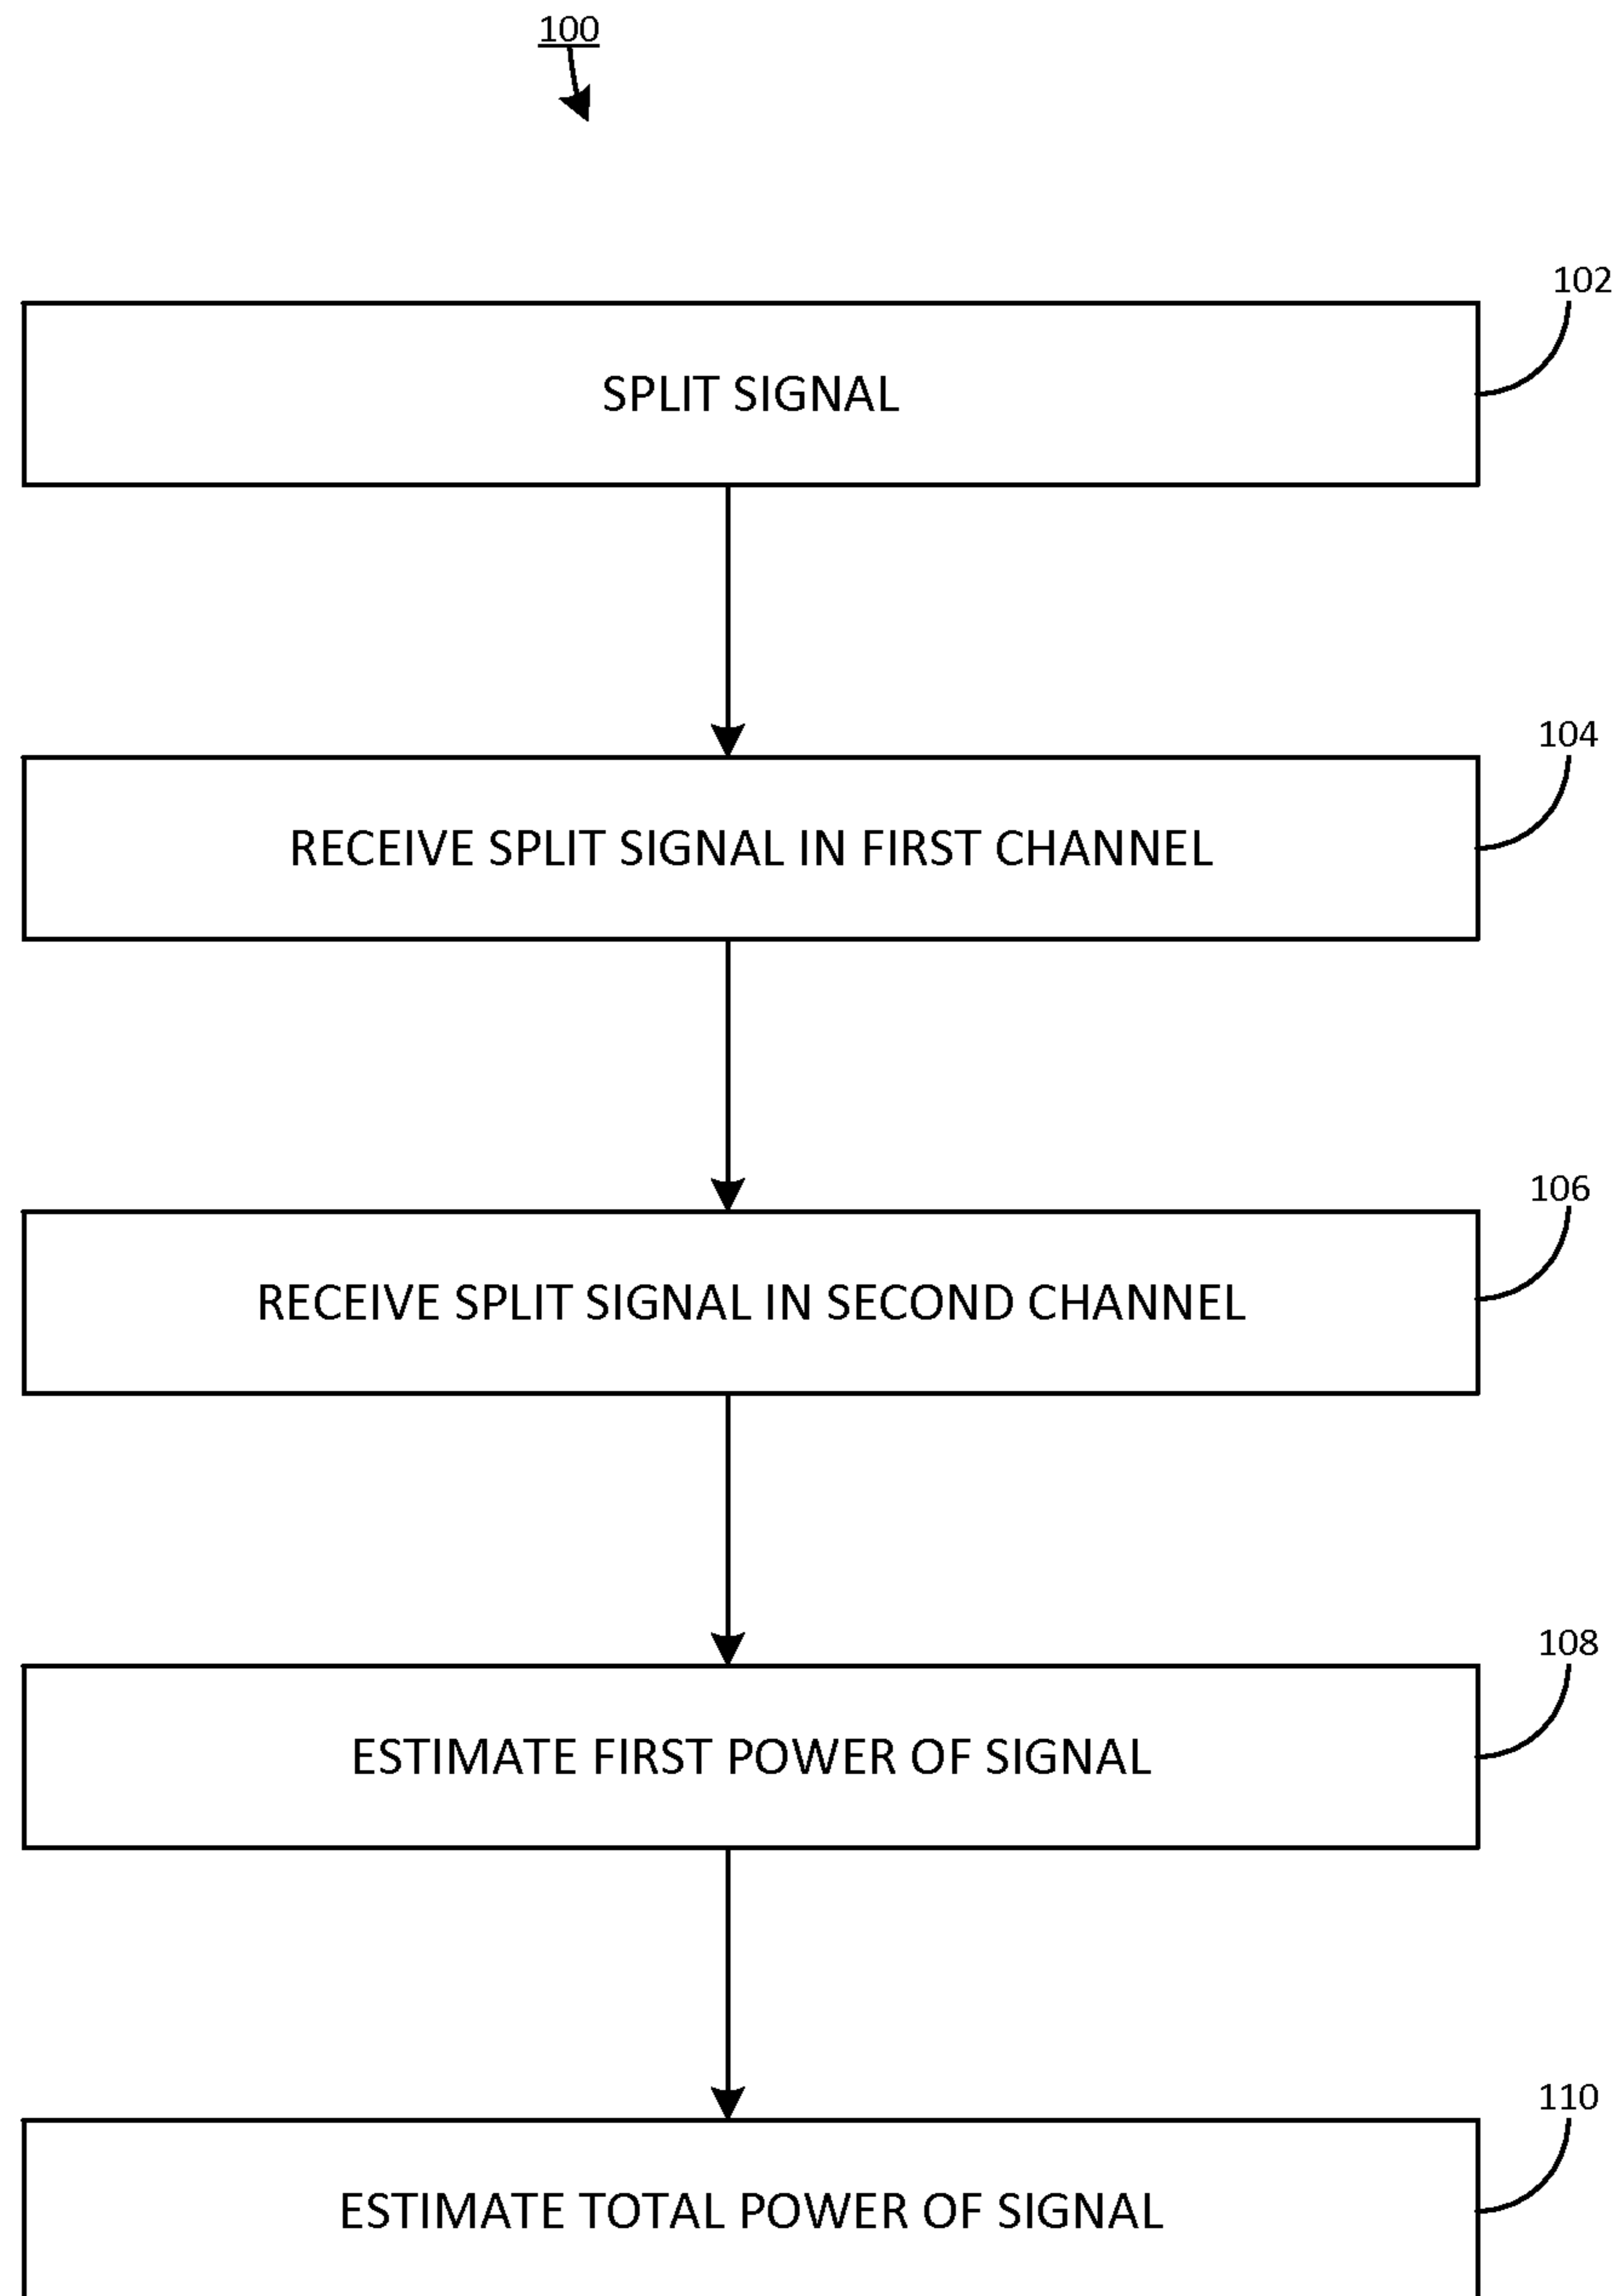 100
102
SPLIT SIGNAL
104
RECEIVE SPLIT SIGNAL IN FIRST CHANNEL
106
RECEIVE SPLIT SIGNAL IN SECOND CHANNEL
108
ESTIMATE FIRST POWER OF SIGNAL
110
ESTIMATE TOTAL POWER OF SIGNAL